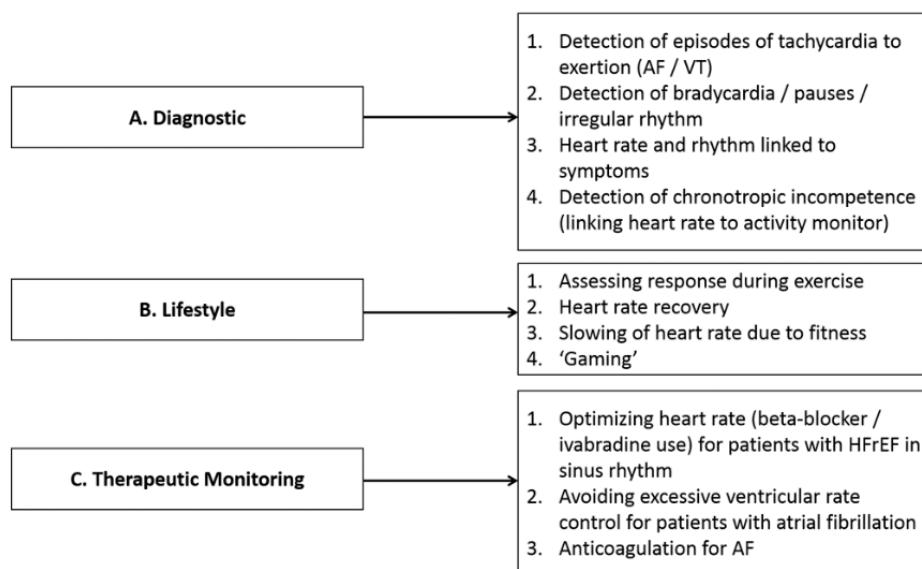 A. Diagnostic
1. Detection of episodes of tachycardia to
exertion (AF / VT)
2. Detection of bradycardia / pauses /
irregular rhythm
3. Heart rate and rhythm linked to
symptoms
4. Detection of chronotropic incompetence
(linking heart rate to activity monitor)
B. Lifestyle
1. Assessing response during exercise
2. Heart rate recovery
3. Slowing of heart rate due to fitness
4. ‘Gaming’
C. Therapeutic Monitoring
1. Optimizing heart rate (beta-blocker /
ivabradine use) for patients with HFrEF in
sinus rhythm
2. Avoiding excessive ventricular rate
control for patients with atrial fibrillation
3. Anticoagulation for AF